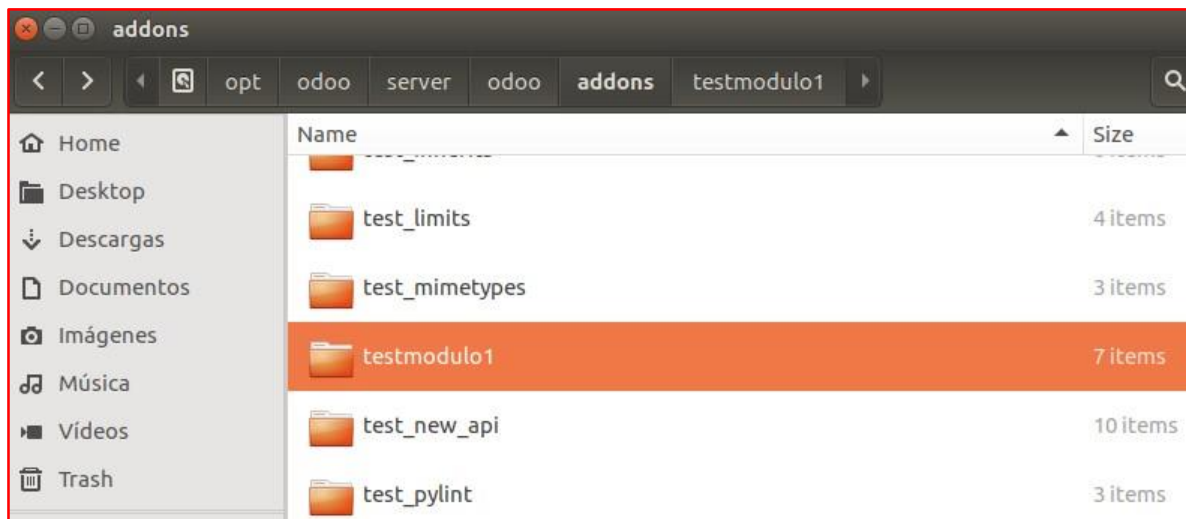 addons
opt odoo server odoo addons testmodulo1
Name Size
Home
Desktop
Descargas
Documentos
Imágenes
Música
Vídeos
Trash
test_limits 4 items
test_mimetypes 3 items
testmodulo1 7 items
test_new_api 10 items
test_pylint 3 items